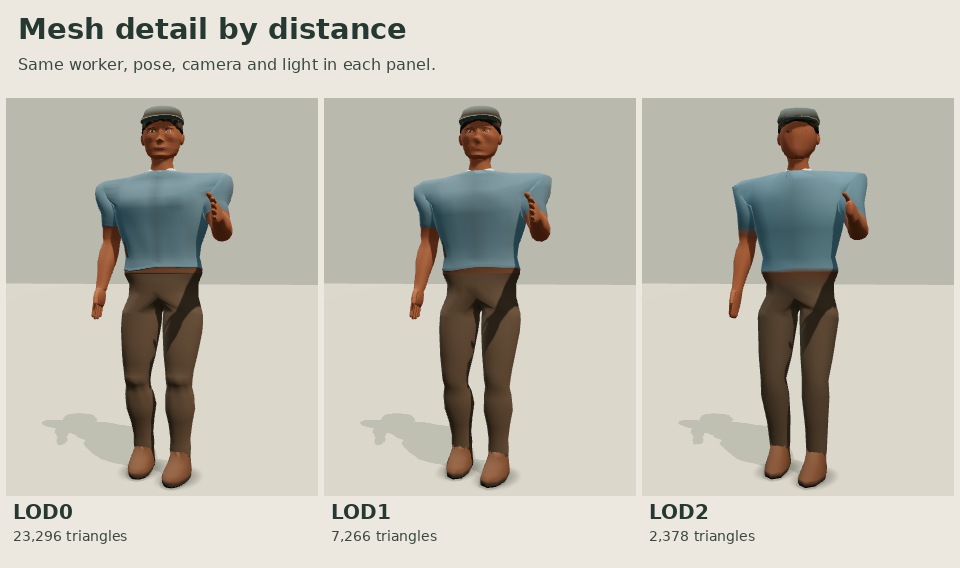 Mesh detail by distance
Same worker, pose, camera and light in each panel.
LOD0
23,296 triangles
LOD1
7,266 triangles
LOD2
2,378 triangles